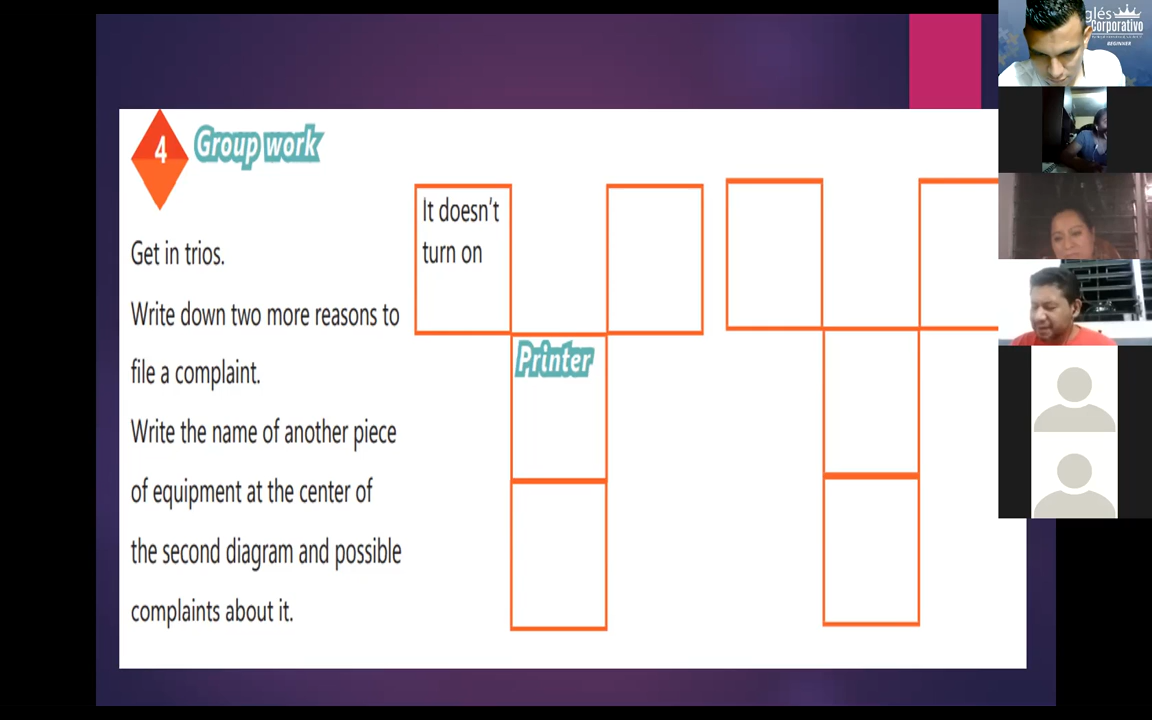 4 Group work
Get in trios.
Write down two more reasons to
file a complaint.
Write the name of another piece
of equipment at the center of
the second diagram and possible
complaints about it.
It doesn't
turn on
Printer
glés
Corporativo
BEGINNER